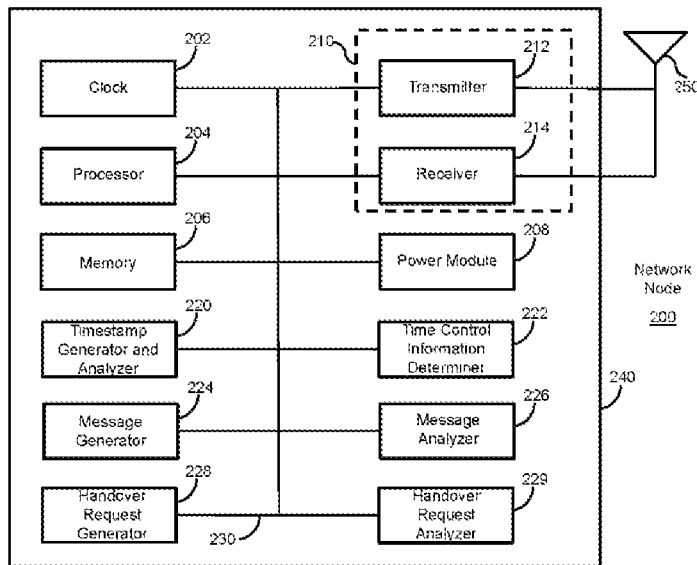 202
210
212
Clock
Transmitter
250
204
214
Processor
Receiver
206
208
Memory
Power Module
Network
Node
200
220
222
Timestamp
Generator and
Analyzer
Time Control
Information
Determiner
240
224
226
Message
Generator
Message
Analyzer
228
229
Handover
Request
Generator
230
Handover
Request
Analyzer